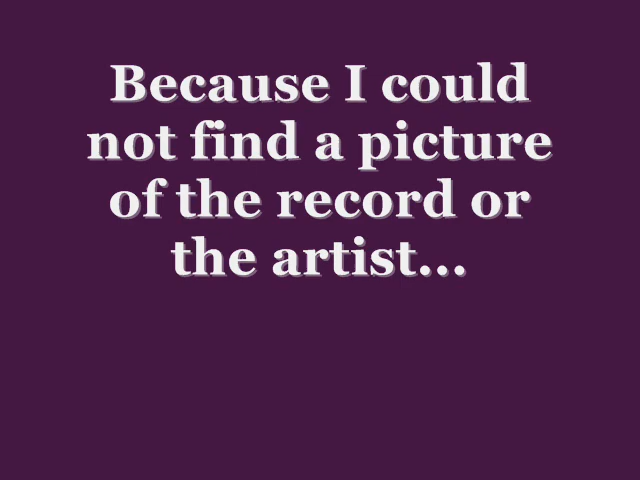 Because I could
not find a picture
of the record or
the artist...